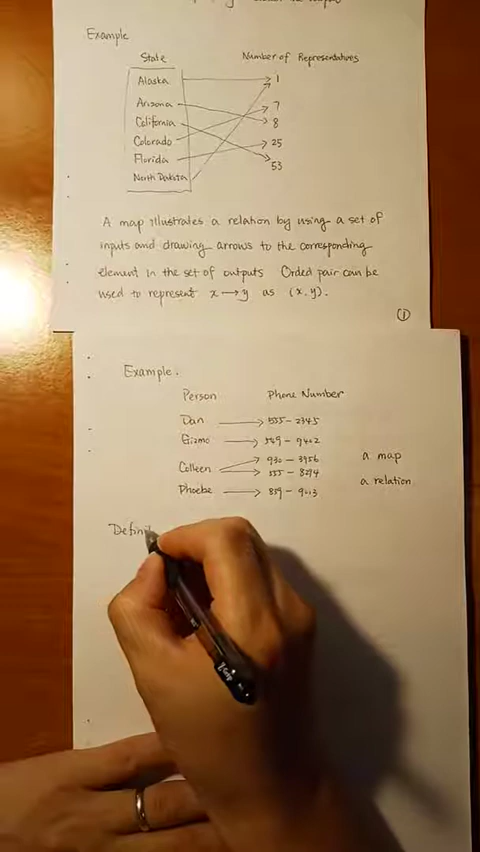 Example
State Number of Representatives
Alaska 1
Arizona 7
California 8
Colorado 25
Florida 53
North Dakota
A map illustrates a relation by using a set of
inputs and drawing arrows to the corresponding
element in the set of outputs Orded pair can be
used to represent x → y as (x, y).
1
Example.
Person Phone Number
Dan → 555-2345
Gizmo → 549-9402
Colleen 930-3956 a map
555-8294
Phoebe → 859-9013 a relation
Defin